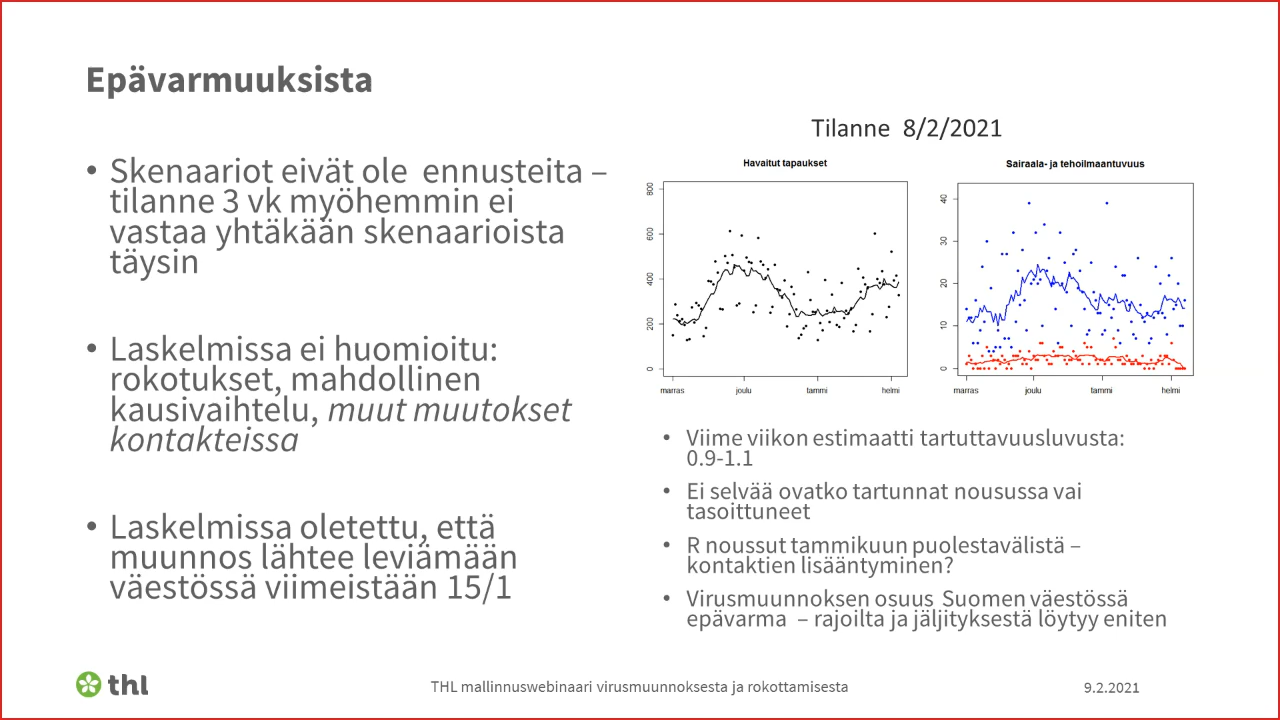 Epävarmuuksista
• Skenaariot eivät ole ennusteita –
tilanne 3 vk myöhemmin ei
vastaa yhtäkään skenaarioista
täysin
• Laskelmissa ei huomioitu:
rokotukset, mahdollinen
kausivaihtelu, muut muutokset
kontakteissa
• Laskelmissa oletettu, että
muunnos lähtee leviämään
väestössä viimeistään 15/1
Tilanne 8/2/2021
Havaitut tapaukset
800
600
400
200
0
marras joulu tammi helmi
Sairaala- ja tehoilmaantuvuus
40
30
20
10
0
marras joulu tammi helmi
• Viime viikon estimaatti tartuttavuusluvusta:
0.9-1.1
• Ei selvää ovatko tartunnat nousussa vai
tasoittuneet
• R noussut tammikuun puolestavälistä –
kontaktien lisääntyminen?
• Virusmuunnoksen osuus Suomen väestössä
epävarma – rajoilta ja jäljityksestä löytyy eniten
thl
THL mallinnuswebinaari virusmuunnoksesta ja rokottamisesta
9.2.2021